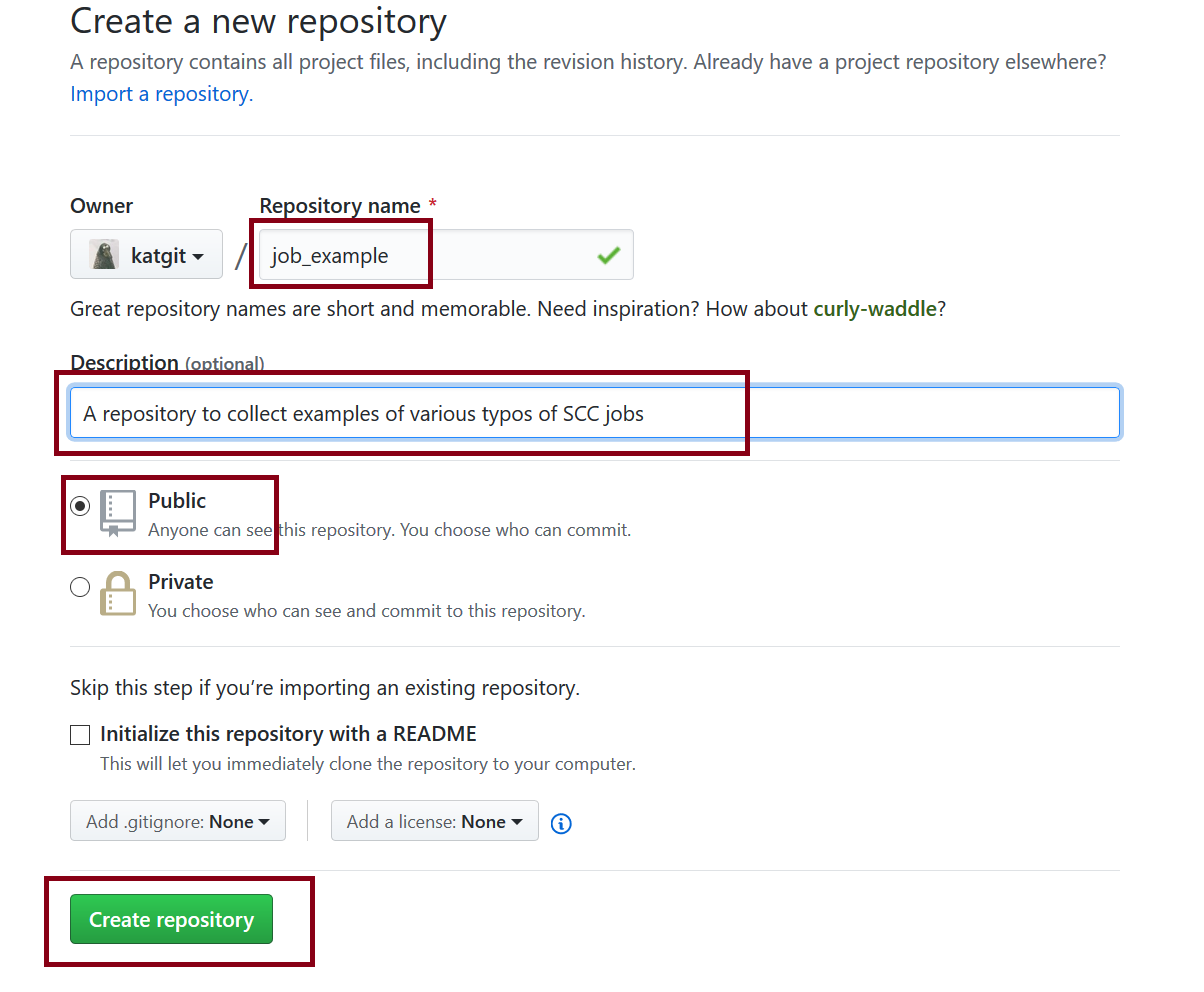 Create a new repository
A repository contains all project files, including the revision history. Already have a project repository elsewhere?
Import a repository.
Owner
Repository name *
katgit / job_example
Great repository names are short and memorable. Need inspiration? How about curly-waddle?
Description (optional)
A repository to collect examples of various typos of SCC jobs
Public
Anyone can see this repository. You choose who can commit.
Private
You choose who can see and commit to this repository.
Skip this step if you’re importing an existing repository.
Initialize this repository with a README
This will let you immediately clone the repository to your computer.
Add .gitignore: None
Add a license: None
Create repository